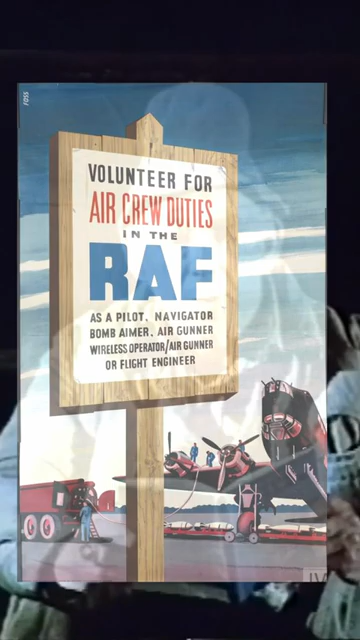 FOSS
VOLUNTEER FOR
AIR CREW DUTIES
IN THE
RAF
AS A PILOT, NAVIGATOR
BOMB AIMER, AIR GUNNER
WIRELESS OPERATOR/AIR GUNNER
OR FLIGHT ENGINEER